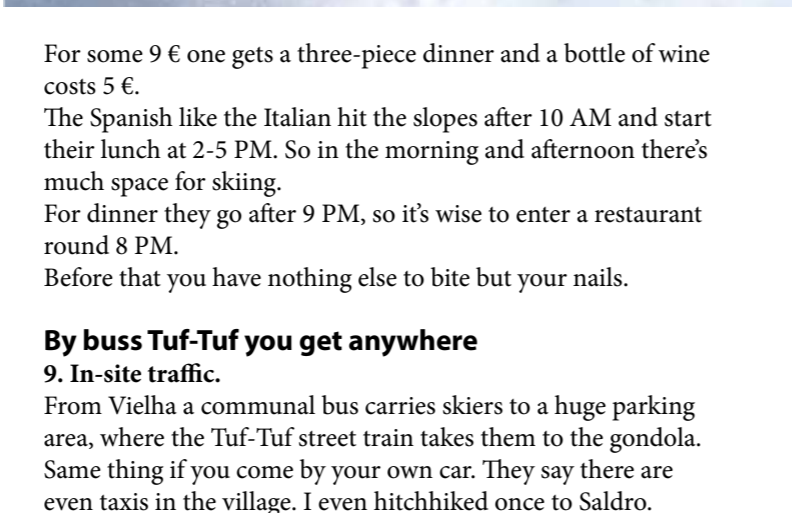 For some 9 € one gets a three-piece dinner and a bottle of wine
costs 5 €.
The Spanish like the Italian hit the slopes after 10 AM and start
their lunch at 2-5 PM. So in the morning and afternoon there's
much space for skiing.
For dinner they go after 9 PM, so it's wise to enter a restaurant
round 8 PM.
Before that you have nothing else to bite but your nails.
By buss Tuf-Tuf you get anywhere
9. In-site traffic.
From Vielha a communal bus carries skiers to a huge parking
area, where the Tuf-Tuf street train takes them to the gondola.
Same thing if you come by your own car. They say there are
even taxis in the village. I even hitchhiked once to Saldro.